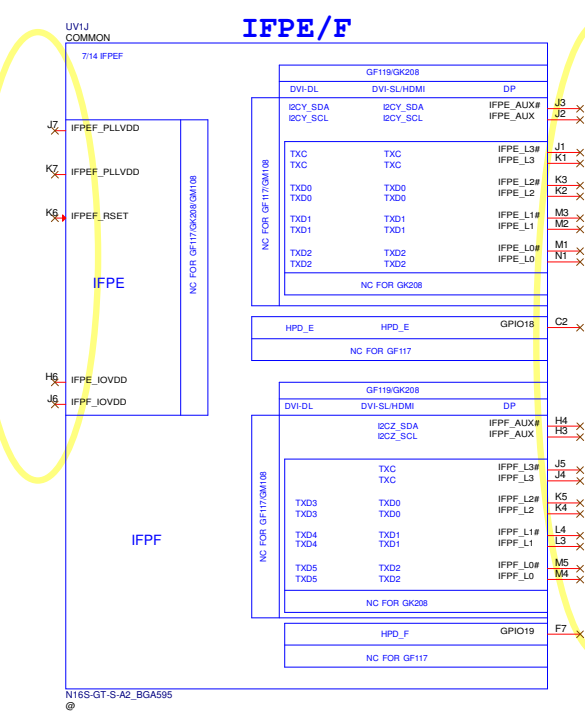 IFPE/F
UV1J
COMMON
7/14 IFPEF
GF119/GK208
DVI-DL DVI-SL/HDMI DP
I2CY_SDA I2CY_SDA IFPE_AUX# J3
I2CY_SCL I2CY_SCL IFPE_AUX J2
J7 IFPEF_PLLVDD
TXC TXC IFPE_L3# J1
TXC TXC IFPE_L3 K1
K7 IFPEF_PLLVDD
TXD0 TXD0 IFPE_L2# K3
TXD0 TXD0 IFPE_L2 K2
K6 IFPEF_RSET
TXD1 TXD1 IFPE_L1# M3
TXD1 TXD1 IFPE_L1 M2
TXD2 TXD2 IFPE_L0# M1
TXD2 TXD2 IFPE_L0 N1
NC FOR GF117/GK208/GM108
NC FOR GF117/GM108
IFPE
NC FOR GK208
HPD_E HPD_E GPIO18 C2
NC FOR GF117
H6 IFPE_IOVDD
J6 IFPF_IOVDD
GF119/GK208
DVI-DL DVI-SL/HDMI DP
I2CZ_SDA IFPF_AUX# H4
I2CZ_SCL IFPF_AUX H3
TXC IFPF_L3# J5
TXC IFPF_L3 J4
TXD3 TXD0 IFPF_L2# K5
TXD3 TXD0 IFPF_L2 K4
TXD4 TXD1 IFPF_L1# L4
TXD4 TXD1 IFPF_L1 L3
TXD5 TXD2 IFPF_L0# M5
TXD5 TXD2 IFPF_L0 M4
NC FOR GF117/GM108
IFPF
NC FOR GK208
HPD_F GPIO19 F7
NC FOR GF117
N16S-GT-S-A2_BGA595
@